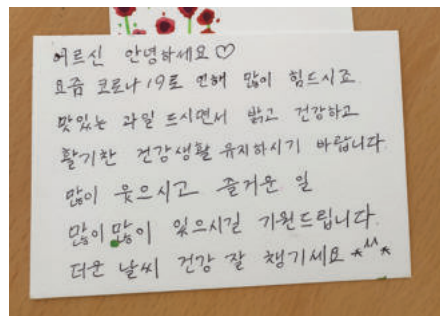 어르신 안녕하세요♡
요즘 코로나19로 인해 많이 힘드시죠
맛있는 과일 드시면서 밝고 건강하고
활기찬 건강생활 유지하시기 바랍니다
많이 웃으시고 즐거운 일
많이많이 있으시길 기원드립니다.
더운 날씨 건강 잘 챙기세요 *^^*